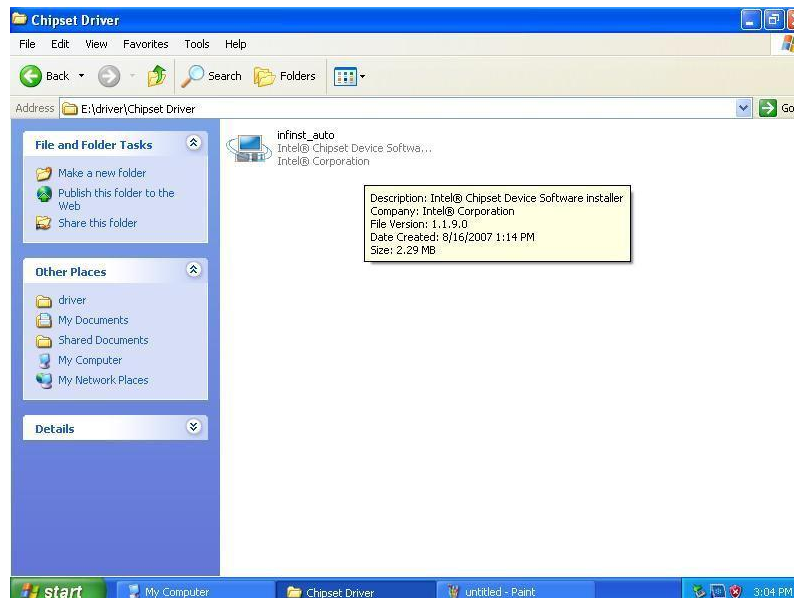 Chipset Driver
File Edit View Favorites Tools Help
Back Search Folders
Address E:\driver\Chipset Driver Go
File and Folder Tasks
Make a new folder
Publish this folder to the
Web
Share this folder
Other Places
driver
My Documents
Shared Documents
My Computer
My Network Places
Details
infinst_auto
Intel® Chipset Device Softwa...
Intel® Corporation
Description: Intel® Chipset Device Software installer
Company: Intel® Corporation
File Version: 1.1.9.0
Date Created: 8/16/2007 1:14 PM
Size: 2.29 MB
start My Computer Chipset Driver untitled - Paint 3:04 PM